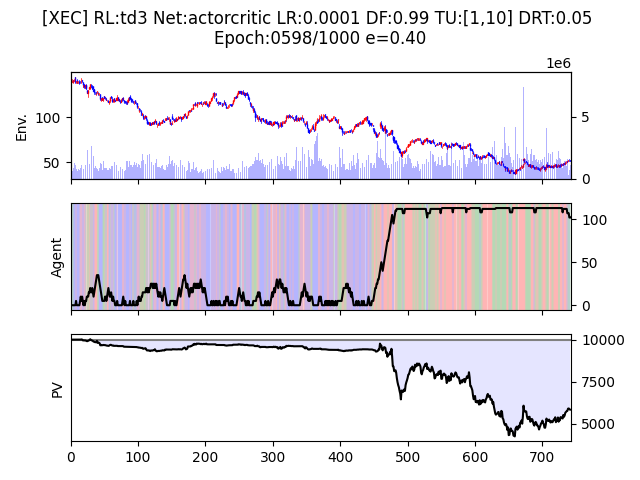 [XEC] RL:td3 Net:actorcritic LR:0.0001 DF:0.99 TU:[1,10] DRT:0.05
Epoch:0598/1000 e=0.40
1e6
Env.
100
50
5
0
Agent
100
50
0
PV
10000
7500
5000
0 100 200 300 400 500 600 700